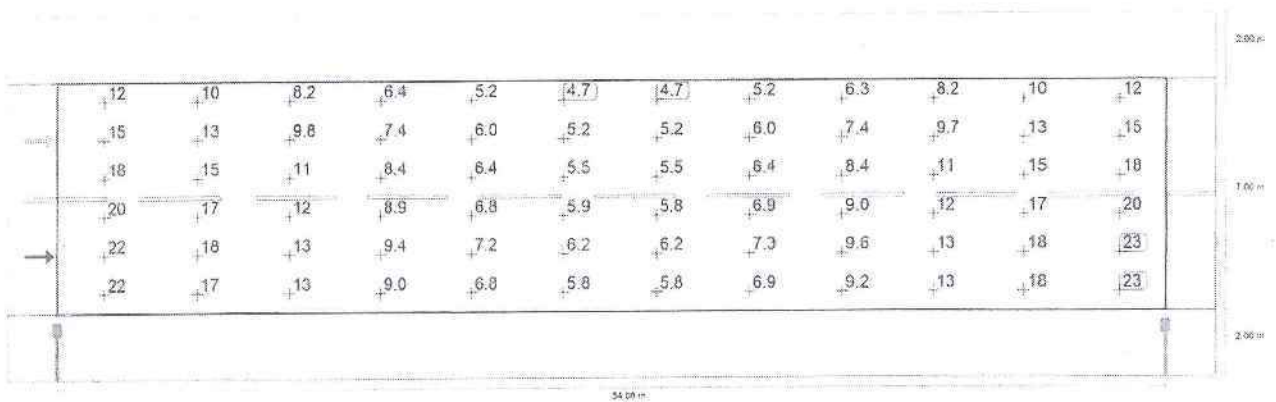 2.00 m
12 10 8.2 6.4 5.2 4.7 4.7 5.2 6.3 8.2 10 12
15 13 9.8 7.4 6.0 5.2 5.2 6.0 7.4 9.7 13 15
18 15 11 8.4 6.4 5.5 5.5 6.4 8.4 11 15 18
7.00 m
20 17 12 8.9 6.8 5.9 5.8 6.9 9.0 12 17 20
22 18 13 9.4 7.2 6.2 6.2 7.3 9.6 13 18 23
22 17 13 9.0 6.8 5.8 5.8 6.9 9.2 13 18 23
2.00 m
34.00 m